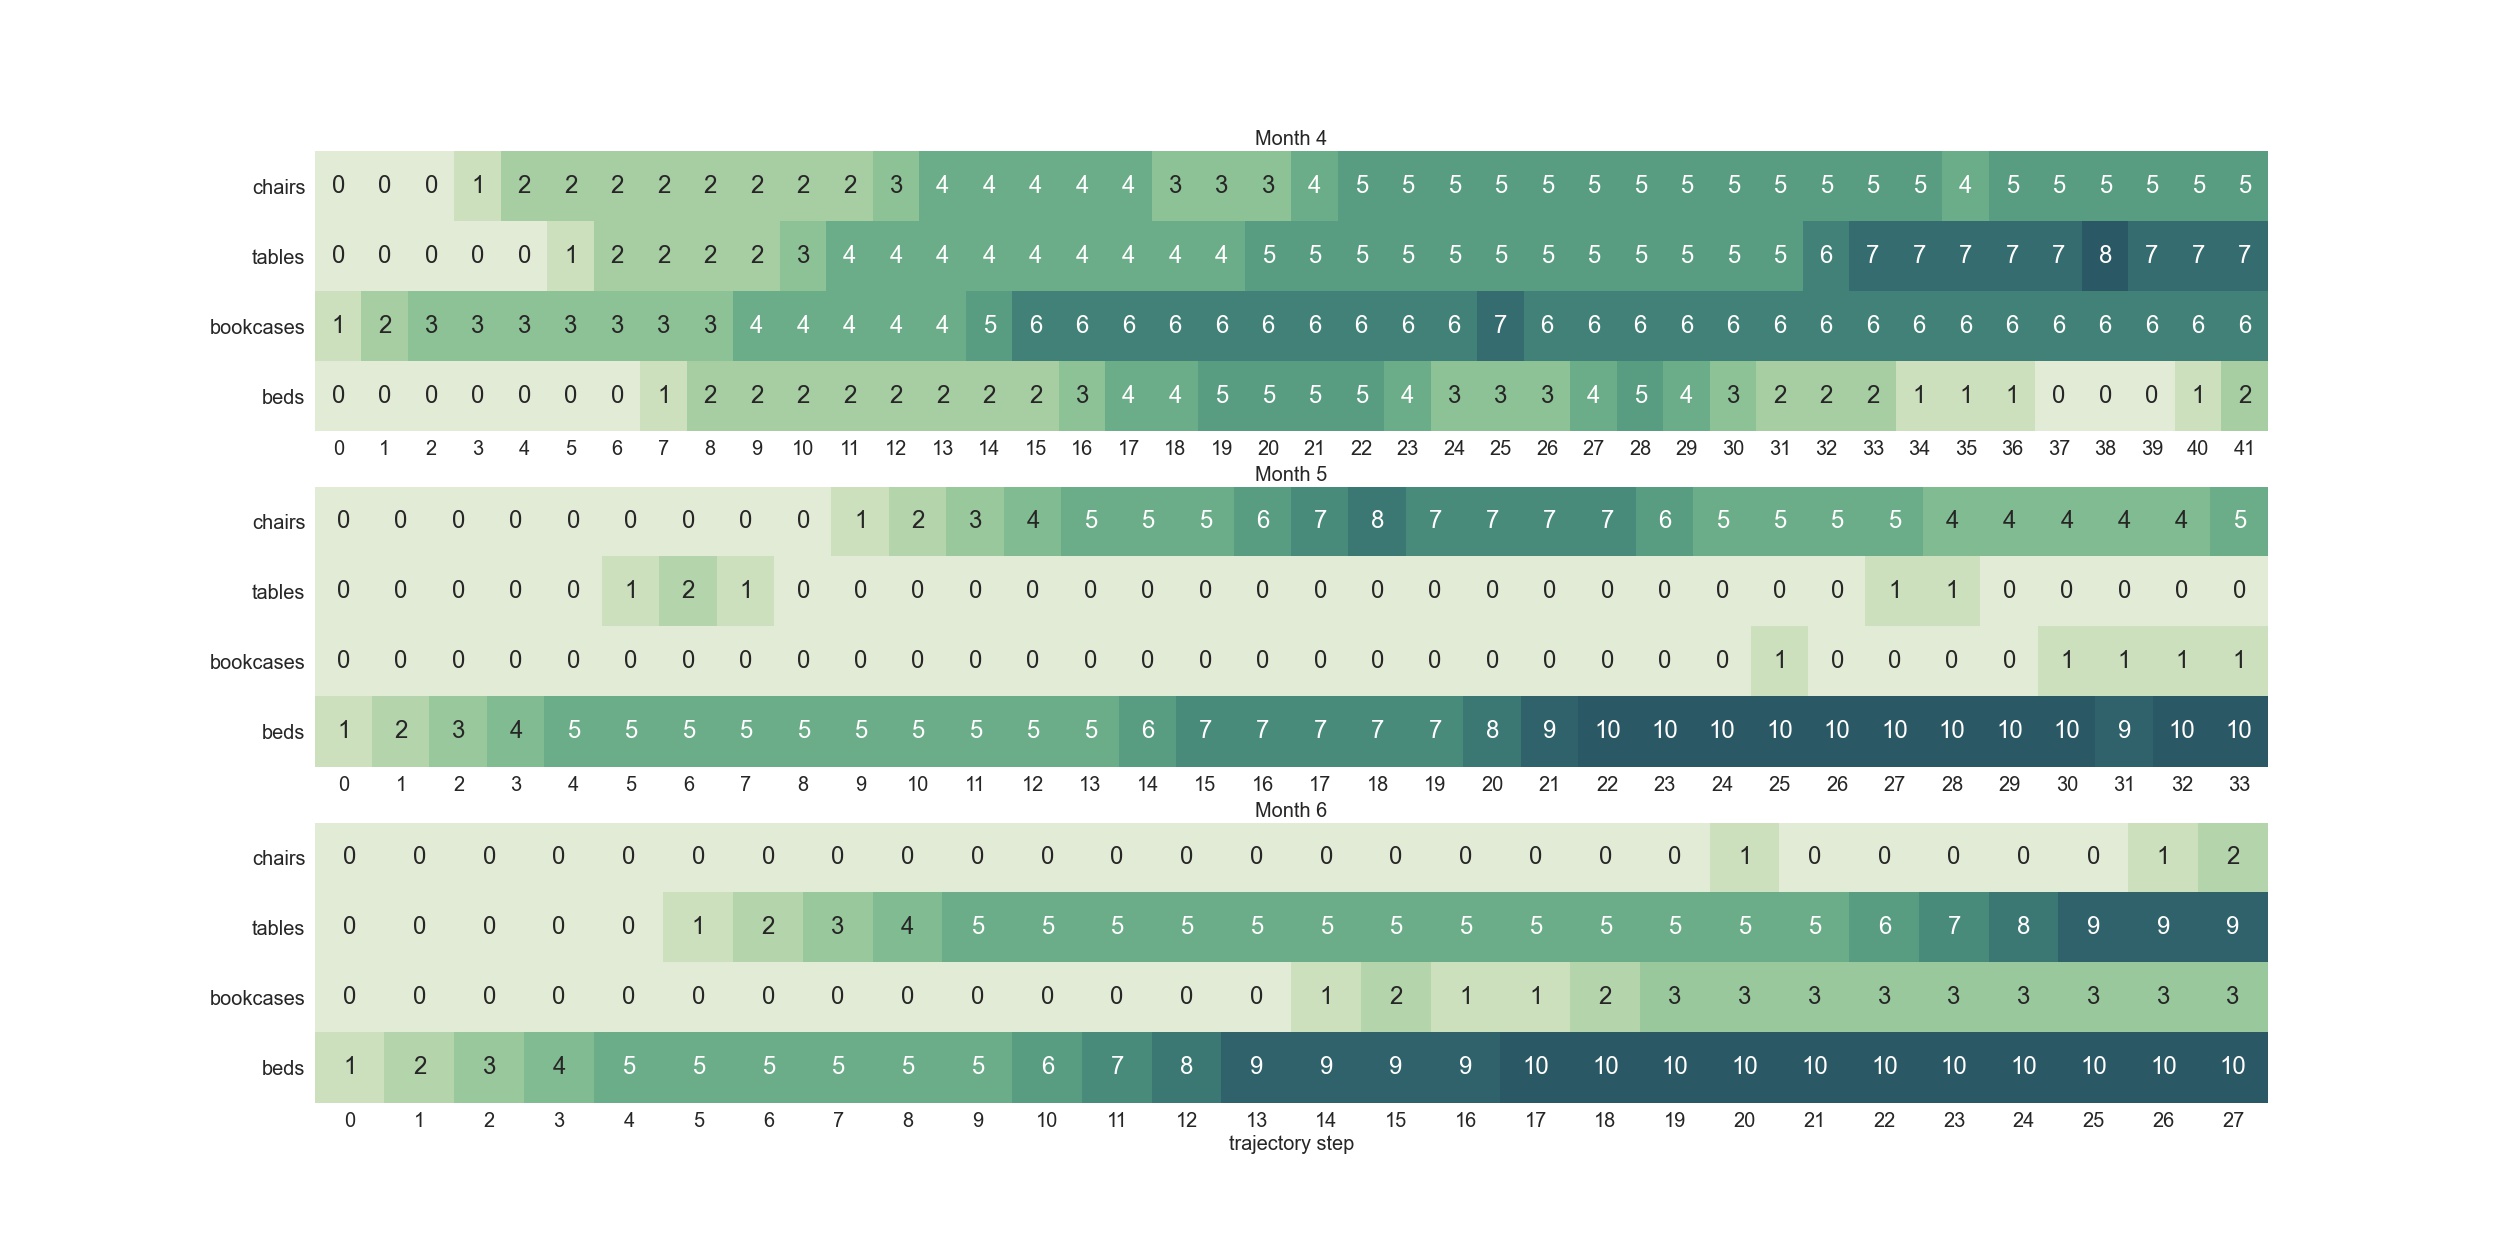 Month 4
chairs 0 0 0 1 2 2 2 2 2 2 2 2 3 4 4 4 4 4 3 3 3 4 5 5 5 5 5 5 5 5 5 5 5 5 5 4 5 5 5 5 5 5
tables 0 0 0 0 0 1 2 2 2 2 3 4 4 4 4 4 4 4 4 4 5 5 5 5 5 5 5 5 5 5 5 5 6 7 7 7 7 7 8 7 7 7
bookcases 1 2 3 3 3 3 3 3 3 4 4 4 4 4 5 6 6 6 6 6 6 6 6 6 6 7 6 6 6 6 6 6 6 6 6 6 6 6 6 6 6 6
beds 0 0 0 0 0 0 0 1 2 2 2 2 2 2 2 2 3 4 4 5 5 5 5 4 3 3 3 4 5 4 3 2 2 2 1 1 1 0 0 0 1 2
0 1 2 3 4 5 6 7 8 9 10 11 12 13 14 15 16 17 18 19 20 21 22 23 24 25 26 27 28 29 30 31 32 33 34 35 36 37 38 39 40 41
Month 5
chairs 0 0 0 0 0 0 0 0 0 1 2 3 4 5 5 5 6 7 8 7 7 7 7 6 5 5 5 5 4 4 4 4 4 5
tables 0 0 0 0 0 1 2 1 0 0 0 0 0 0 0 0 0 0 0 0 0 0 0 0 0 0 0 1 1 0 0 0 0 0
bookcases 0 0 0 0 0 0 0 0 0 0 0 0 0 0 0 0 0 0 0 0 0 0 0 0 0 1 0 0 0 0 1 1 1 1
beds 1 2 3 4 5 5 5 5 5 5 5 5 5 5 6 7 7 7 7 7 8 9 10 10 10 10 10 10 10 10 10 9 10 10
0 1 2 3 4 5 6 7 8 9 10 11 12 13 14 15 16 17 18 19 20 21 22 23 24 25 26 27 28 29 30 31 32 33
Month 6
chairs 0 0 0 0 0 0 0 0 0 0 0 0 0 0 0 0 0 0 0 0 1 0 0 0 0 0 1 2
tables 0 0 0 0 0 1 2 3 4 5 5 5 5 5 5 5 5 5 5 5 5 5 6 7 8 9 9 9
bookcases 0 0 0 0 0 0 0 0 0 0 0 0 0 0 1 2 1 1 2 3 3 3 3 3 3 3 3 3
beds 1 2 3 4 5 5 5 5 5 5 6 7 8 9 9 9 9 10 10 10 10 10 10 10 10 10 10 10
0 1 2 3 4 5 6 7 8 9 10 11 12 13 14 15 16 17 18 19 20 21 22 23 24 25 26 27
trajectory step